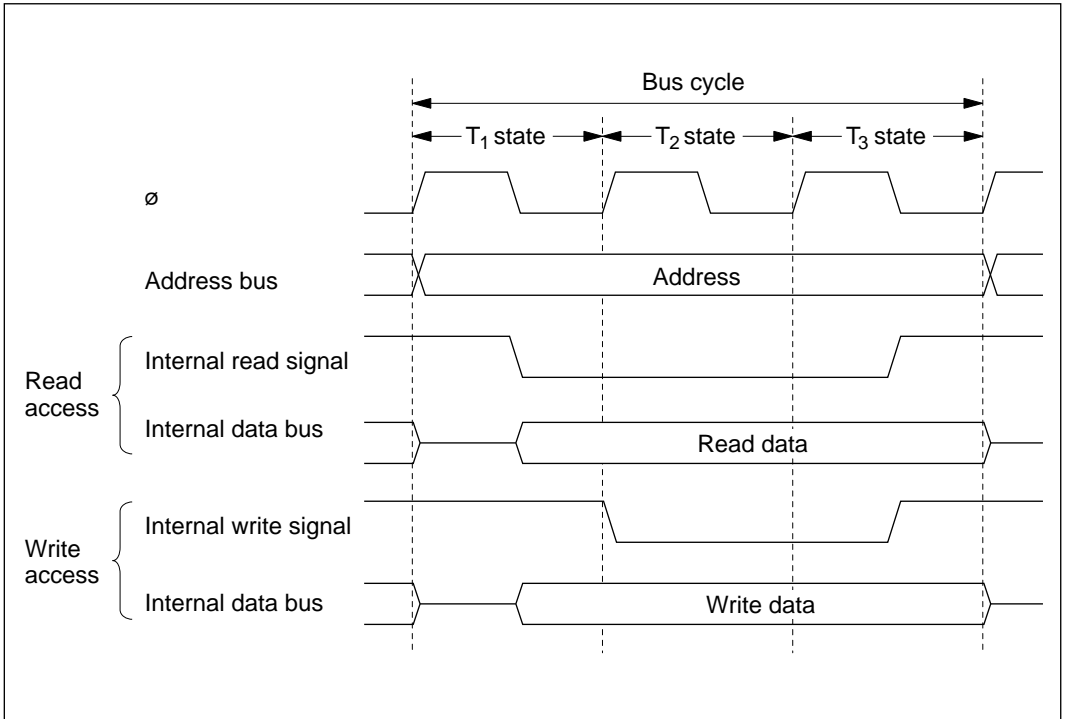 Bus cycle
T1 state T2 state T3 state
ø
Address bus Address
Internal read signal
Read
access
Internal data bus Read data
Internal write signal
Write
access
Internal data bus Write data